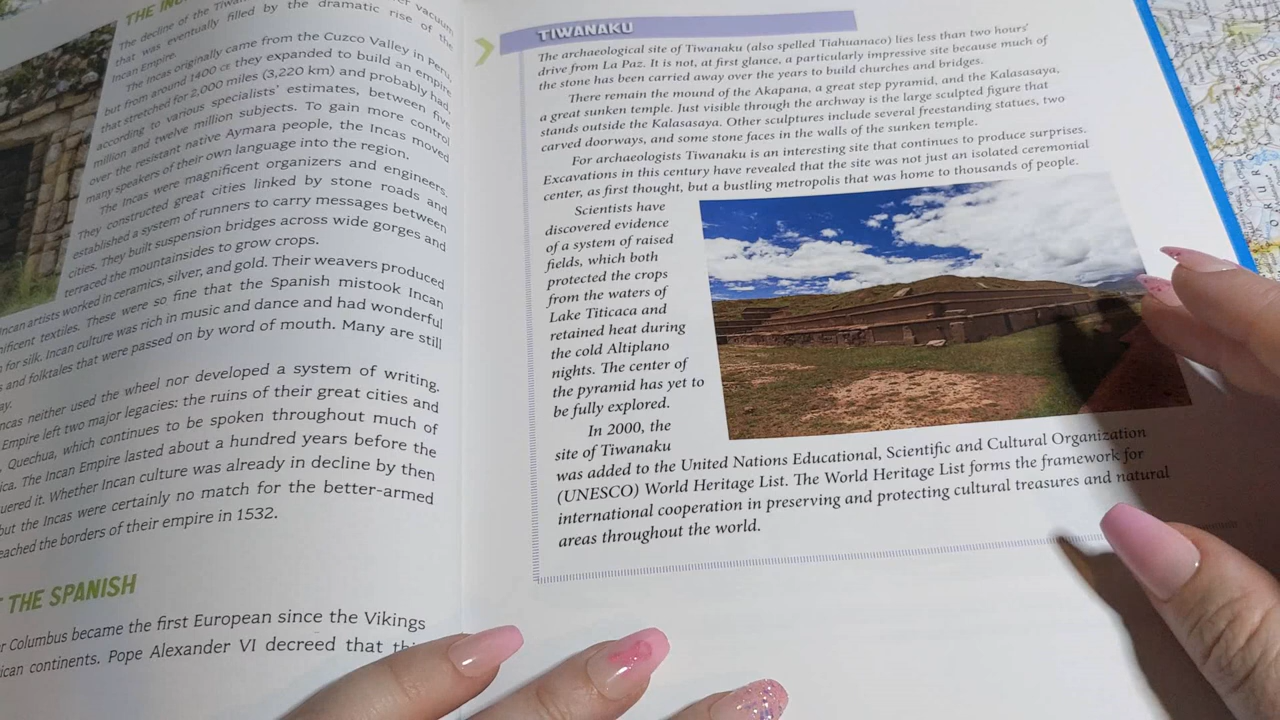 THE IN
The decline of the Tiwan
vacuum
that was eventually filled by the dramatic rise of the
Incan Empire.
The Incas originally came from the Cuzco Valley in Peru,
but from around 1400 CE they expanded to build an empire
that stretched for 2,000 miles (3,220 km) and probably had,
according to various specialists' estimates, between five
million and twelve million subjects. To gain more control
over the resistant native Aymara people, the Incas moved
many speakers of their own language into the region.
The Incas were magnificent organizers and engineers.
They constructed great cities linked by stone roads and
established a system of runners to carry messages between
cities. They built suspension bridges across wide gorges and
terraced the mountainsides to grow crops.
Incan artists worked in ceramics, silver, and gold. Their weavers produced
nificent textiles. These were so fine that the Spanish mistook Incan
for silk. Incan culture was rich in music and dance and had wonderful
s and folktales that were passed on by word of mouth. Many are still
ay.
ncas neither used the wheel nor developed a system of writing.
Empire left two major legacies: the ruins of their great cities and
, Quechua, which continues to be spoken throughout much of
ica. The Incan Empire lasted about a hundred years before the
uered it. Whether Incan culture was already in decline by then
but the Incas were certainly no match for the better-armed
eached the borders of their empire in 1532.
THE SPANISH
r Columbus became the first European since the Vikings
ican continents. Pope Alexander VI decreed that
TIWANAKU
The archaeological site of Tiwanaku (also spelled Tiahuanaco) lies less than two hours'
drive from La Paz. It is not, at first glance, a particularly impressive site because much of
the stone has been carried away over the years to build churches and bridges.
There remain the mound of the Akapana, a great step pyramid, and the Kalasasaya,
a great sunken temple. Just visible through the archway is the large sculpted figure that
stands outside the Kalasasaya. Other sculptures include several freestanding statues, two
carved doorways, and some stone faces in the walls of the sunken temple.
For archaeologists Tiwanaku is an interesting site that continues to produce surprises.
Excavations in this century have revealed that the site was not just an isolated ceremonial
center, as first thought, but a bustling metropolis that was home to thousands of people.
Scientists have
discovered evidence
of a system of raised
fields, which both
protected the crops
from the waters of
Lake Titicaca and
retained heat during
the cold Altiplano
nights. The center of
the pyramid has yet to
be fully explored.
In 2000, the
site of Tiwanaku
was added to the United Nations Educational, Scientific and Cultural Organization
(UNESCO) World Heritage List. The World Heritage List forms the framework for
international cooperation in preserving and protecting cultural treasures and natural
areas throughout the world.